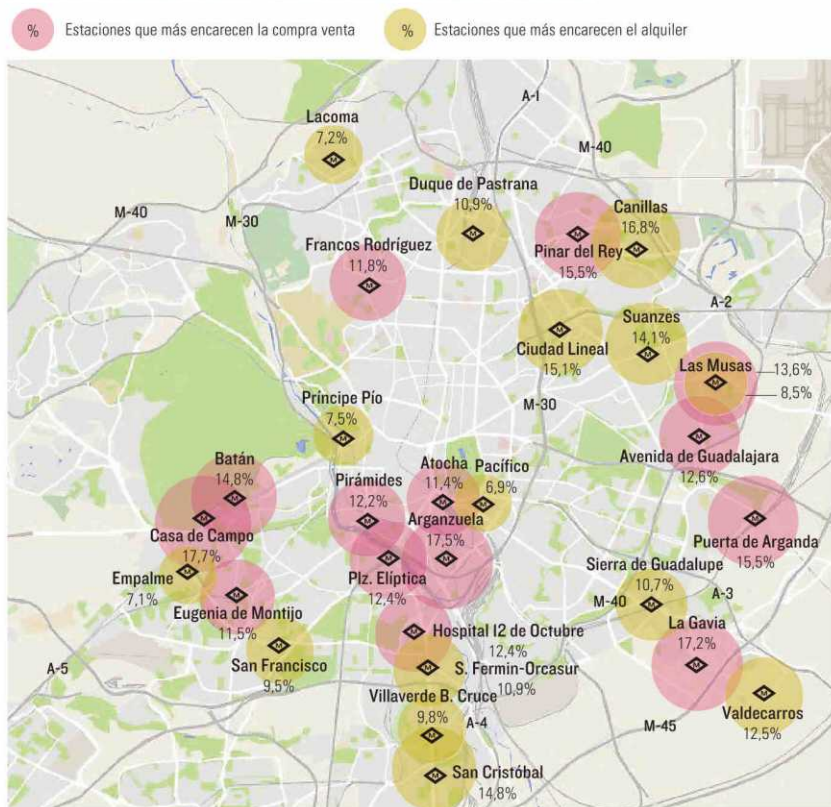 % Estaciones que más encarecen la compra venta
% Estaciones que más encarecen el alquiler
A-1
Lacoma
7,2%
M-40
Duque de Pastrana
10,9%
Canillas
16,8%
M-40
M-30
Francos Rodríguez
11,8%
Pinar del Rey
15,5%
A-2
Suanzes
14,1%
Ciudad Lineal
15,1%
Las Musas
13,6%
8,5%
M-30
Príncipe Pío
7,5%
Avenida de Guadalajara
12,6%
Batán
14,8%
Pirámides
12,2%
Atocha
11,4%
Pacífico
6,9%
Arganzuela
17,5%
Casa de Campo
17,7%
Puerta de Arganda
15,5%
Empalme
7,1%
Plz. Elíptica
12,4%
Sierra de Guadalupe
10,7%
A-3
M-40
Eugenia de Montijo
11,5%
La Gavia
17,2%
Hospital 12 de Octubre
12,4%
A-5
San Francisco
9,5%
S. Fermin-Orcasur
10,9%
Villaverde B. Cruce
9,8%
A-4
M-45
Valdecarros
12,5%
San Cristóbal
14,8%